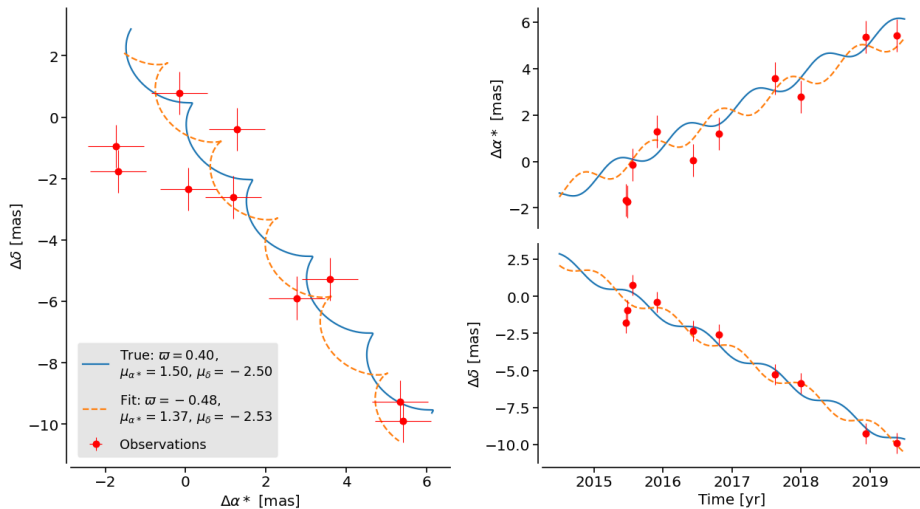 2
0
−2
−4
−6
−8
−10
Δδ [mas]
−2
0
2
4
6
Δα∗ [mas]
True: ϖ = 0.40,
μα∗ = 1.50, μδ = −2.50
Fit: ϖ = −0.48,
μα∗ = 1.37, μδ = −2.53
Observations
6
4
2
0
−2
Δα∗ [mas]
2.5
0.0
−2.5
−5.0
−7.5
−10.0
Δδ [mas]
2015 2016 2017 2018 2019
Time [yr]